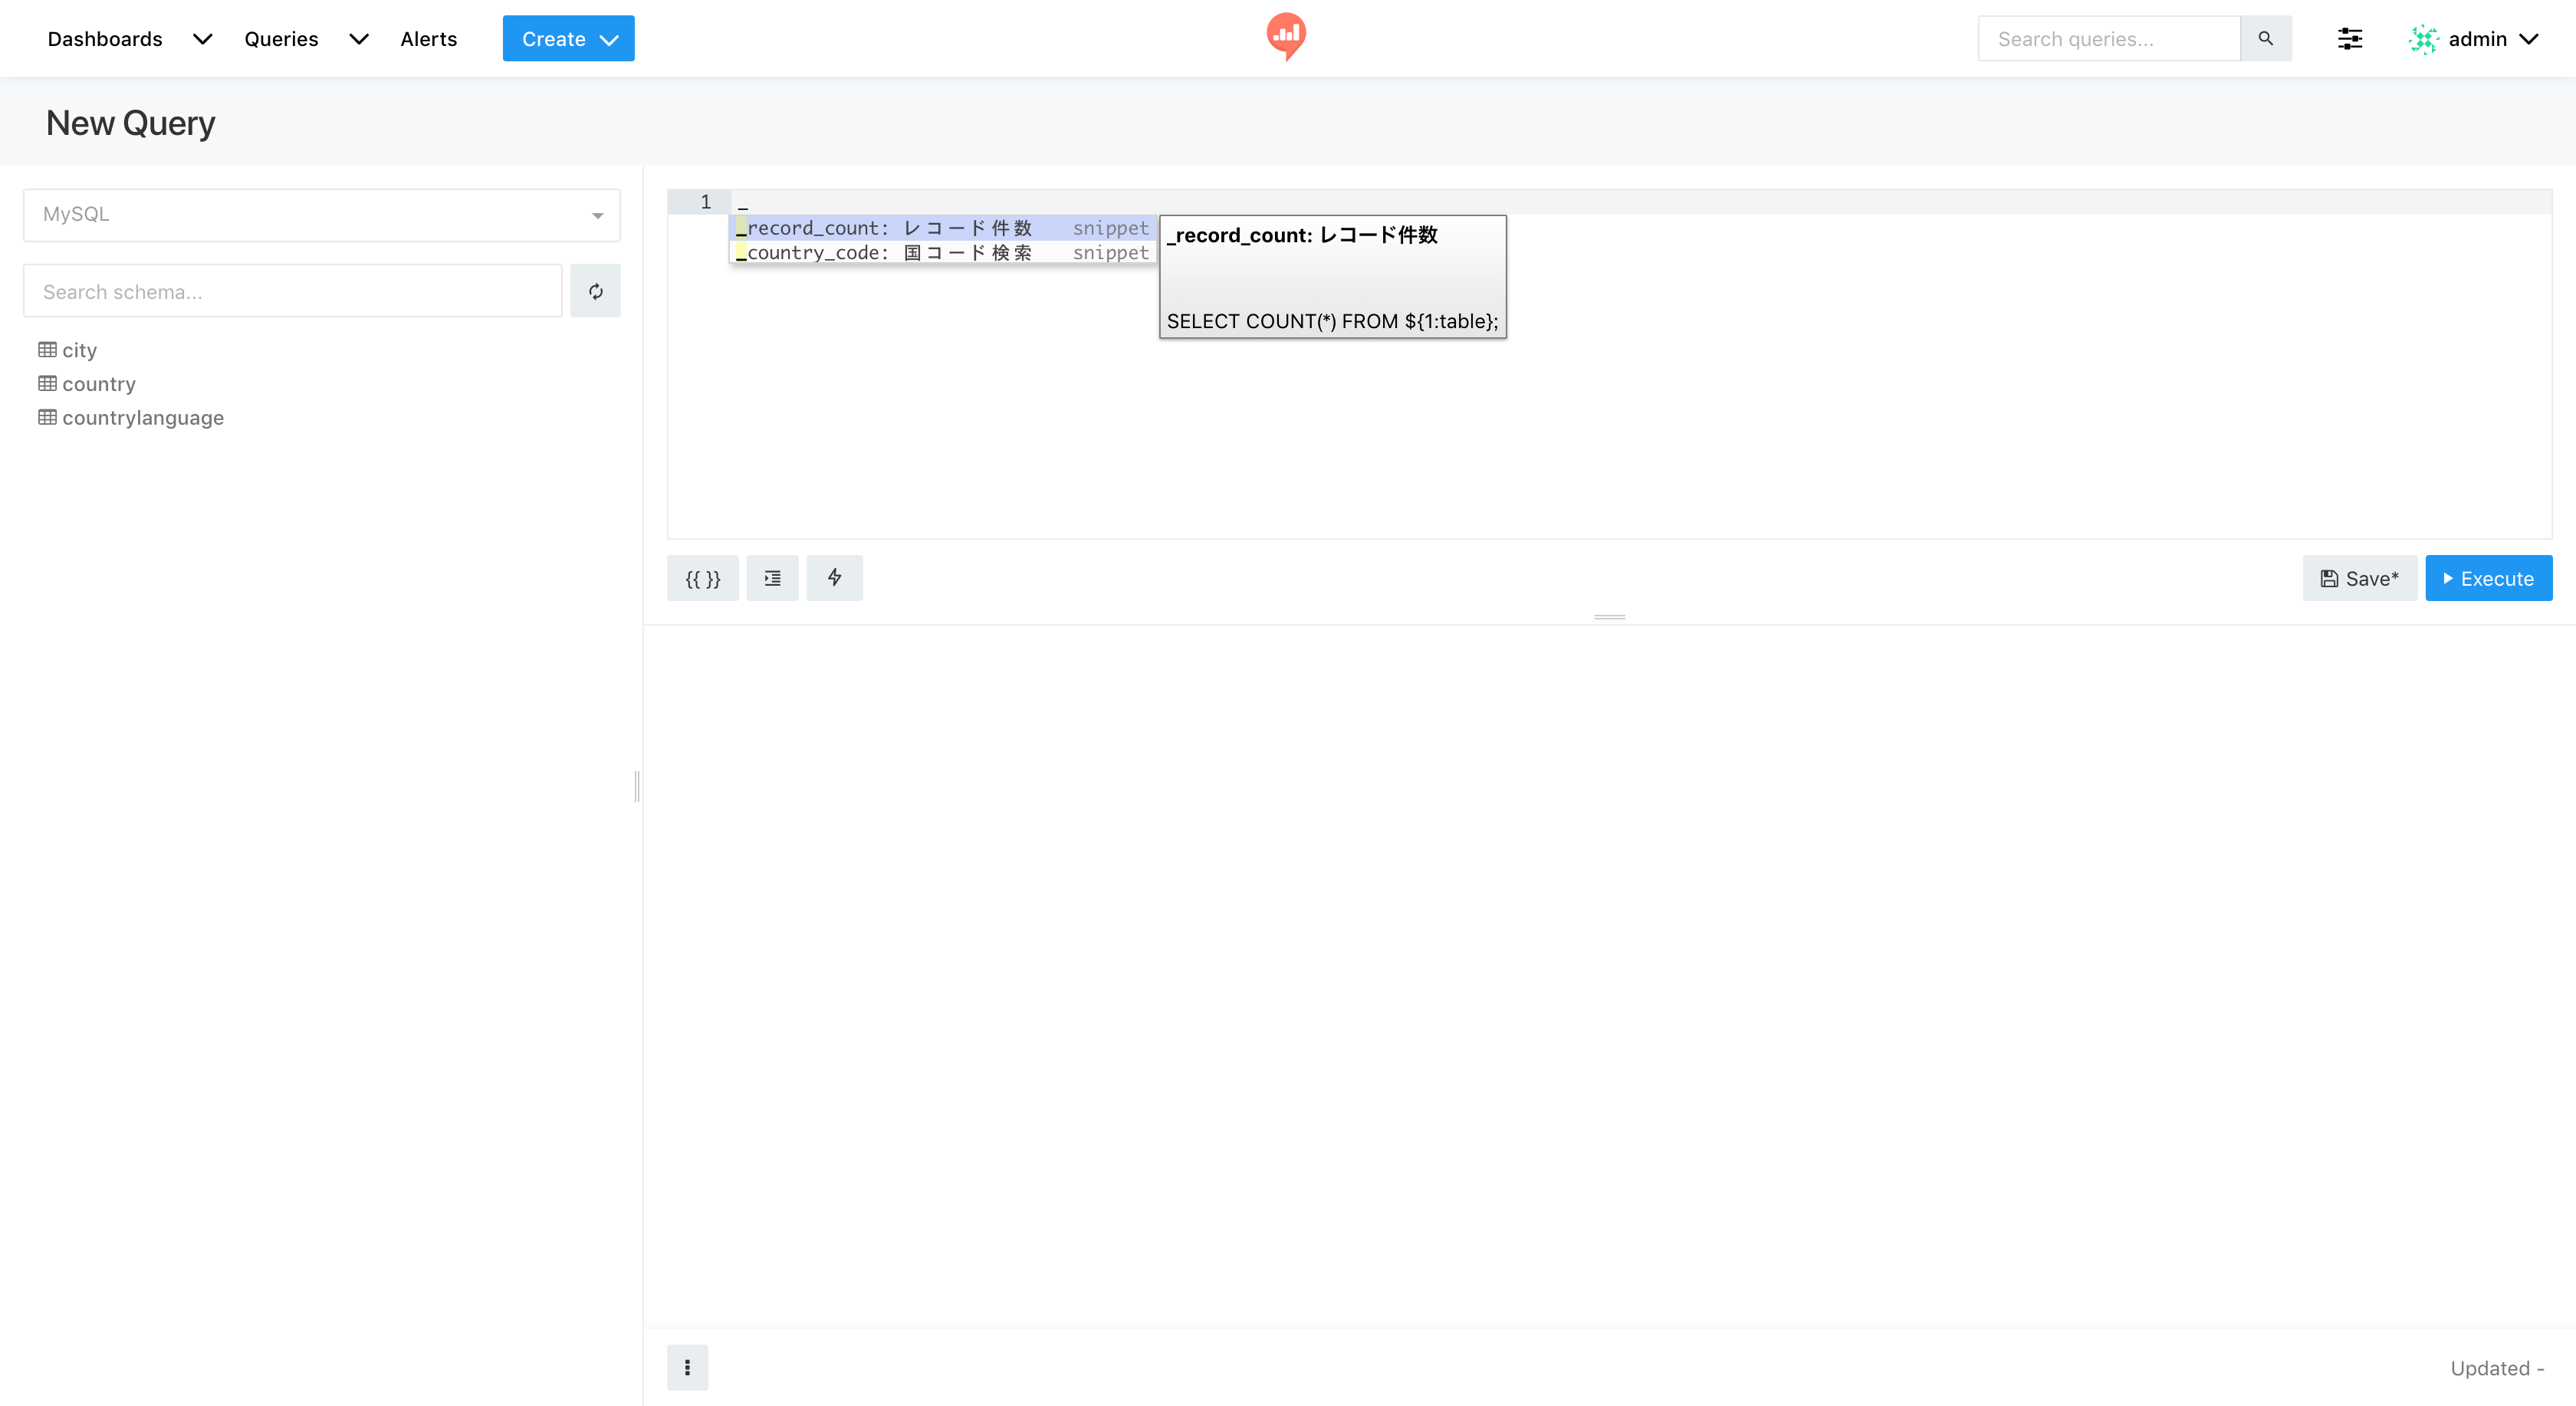 Dashboards Queries Alerts Create Search queries... admin
New Query
MySQL
Search schema...
city
country
countrylanguage
1 _
_record_count: レコード件数 snippet
_country_code: 国コード検索 snippet
_record_count: レコード件数
SELECT COUNT(*) FROM ${1:table};
{{ }} Save* Execute
Updated -